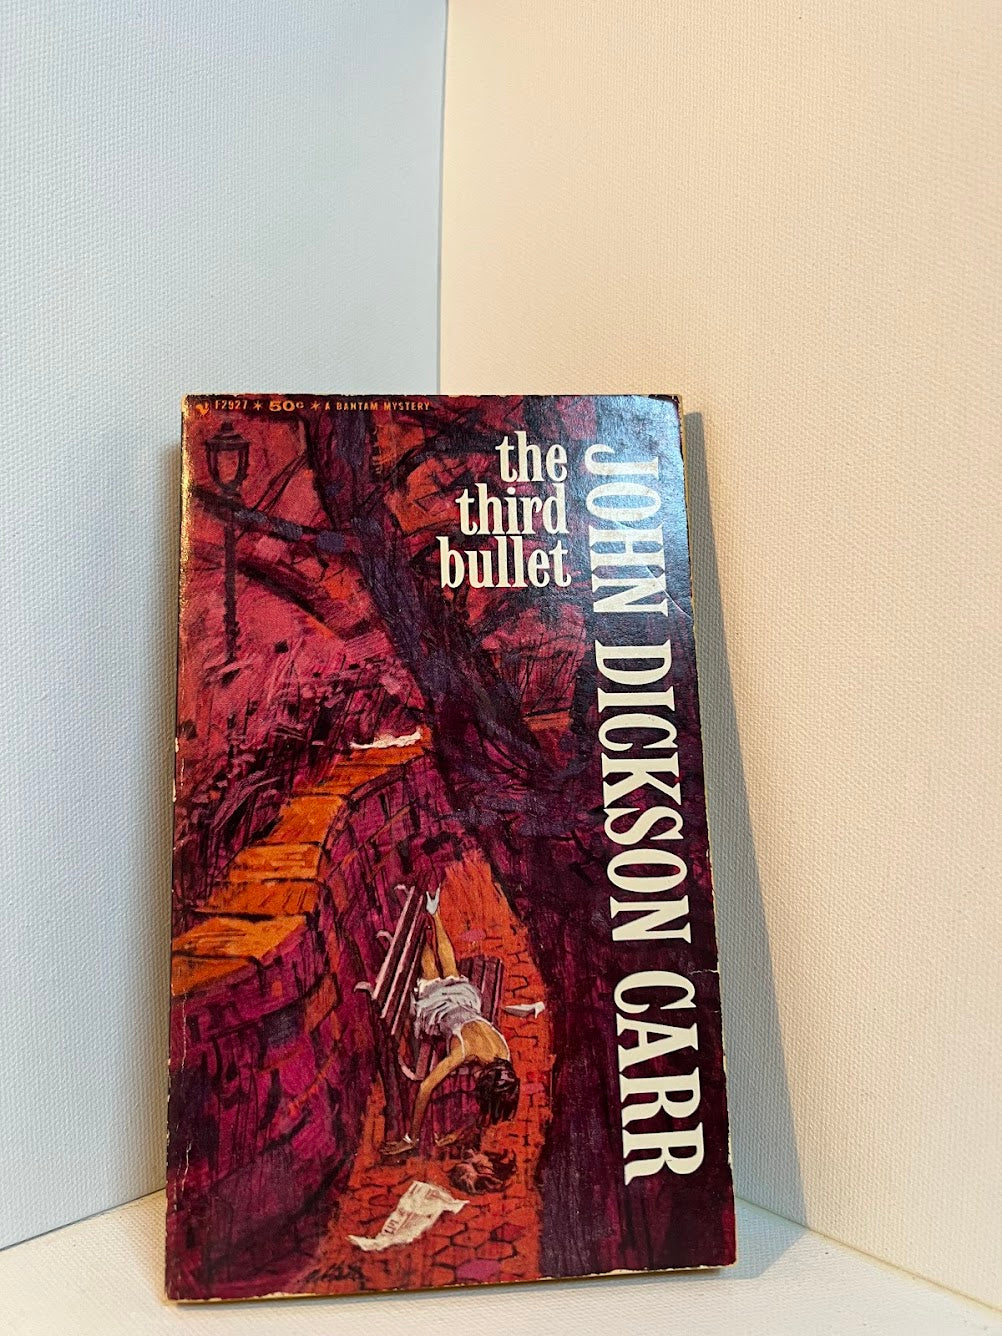 F2927 * 50¢ * A BANTAM MYSTERY
the
third
bullet
JOHN DICKSON CARR